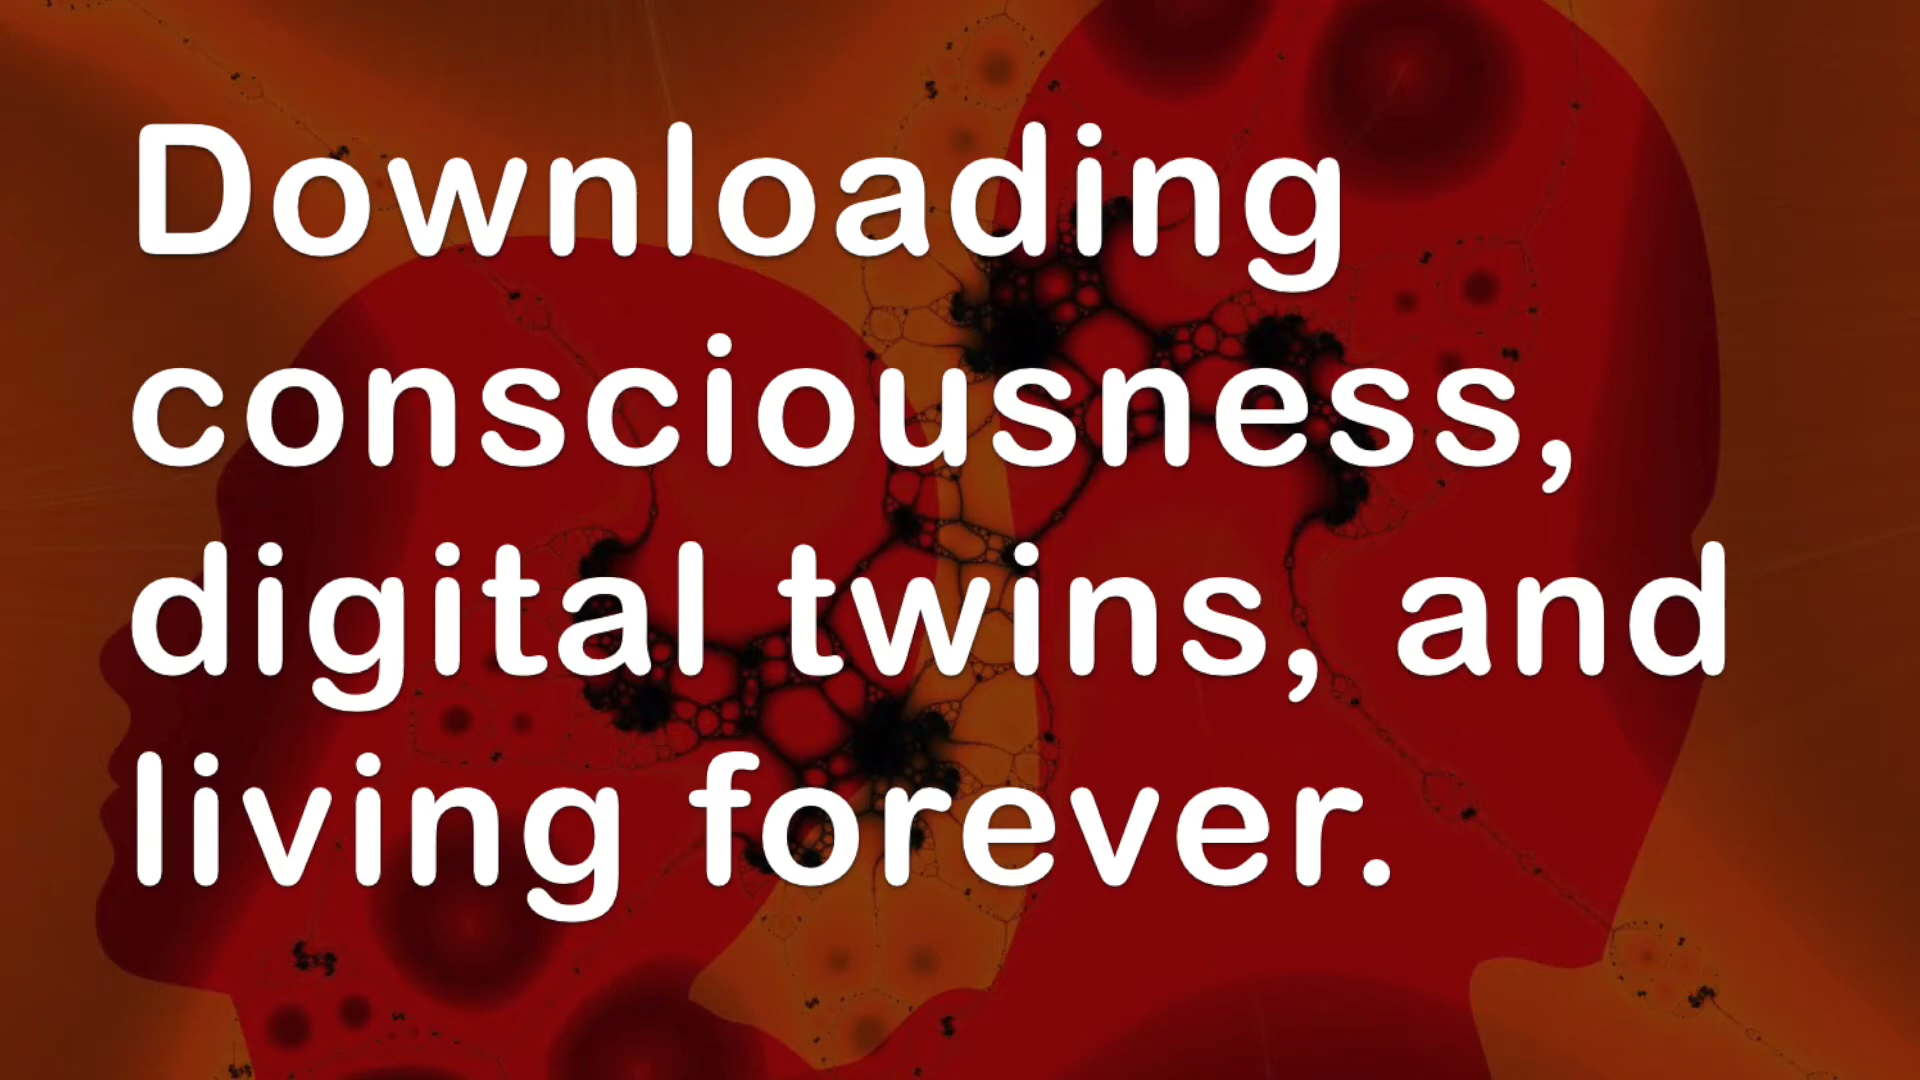 Downloading
consciousness,
digital twins, and
living forever.